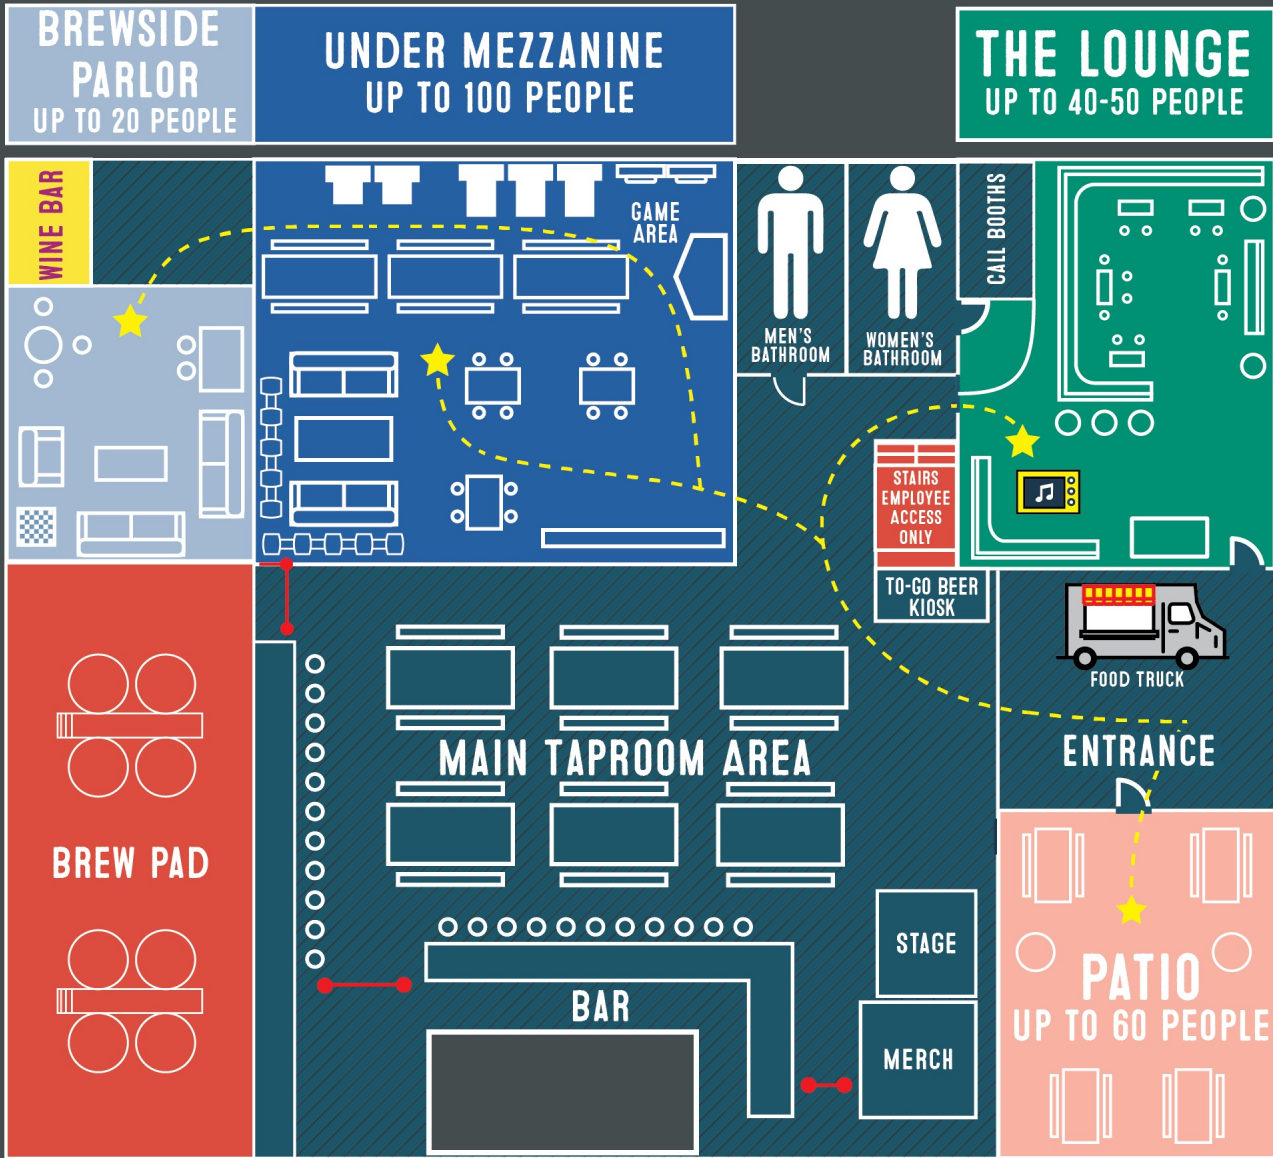 BREWSIDE
PARLOR
UP TO 20 PEOPLE
UNDER MEZZANINE
UP TO 100 PEOPLE
THE LOUNGE
UP TO 40-50 PEOPLE
WINE BAR
GAME
AREA
MEN'S
BATHROOM
WOMEN'S
BATHROOM
CALL BOOTHS
STAIRS
EMPLOYEE
ACCESS
ONLY
TO-GO BEER
KIOSK
FOOD TRUCK
ENTRANCE
MAIN TAPROOM AREA
BREW PAD
BAR
STAGE
MERCH
PATIO
UP TO 60 PEOPLE